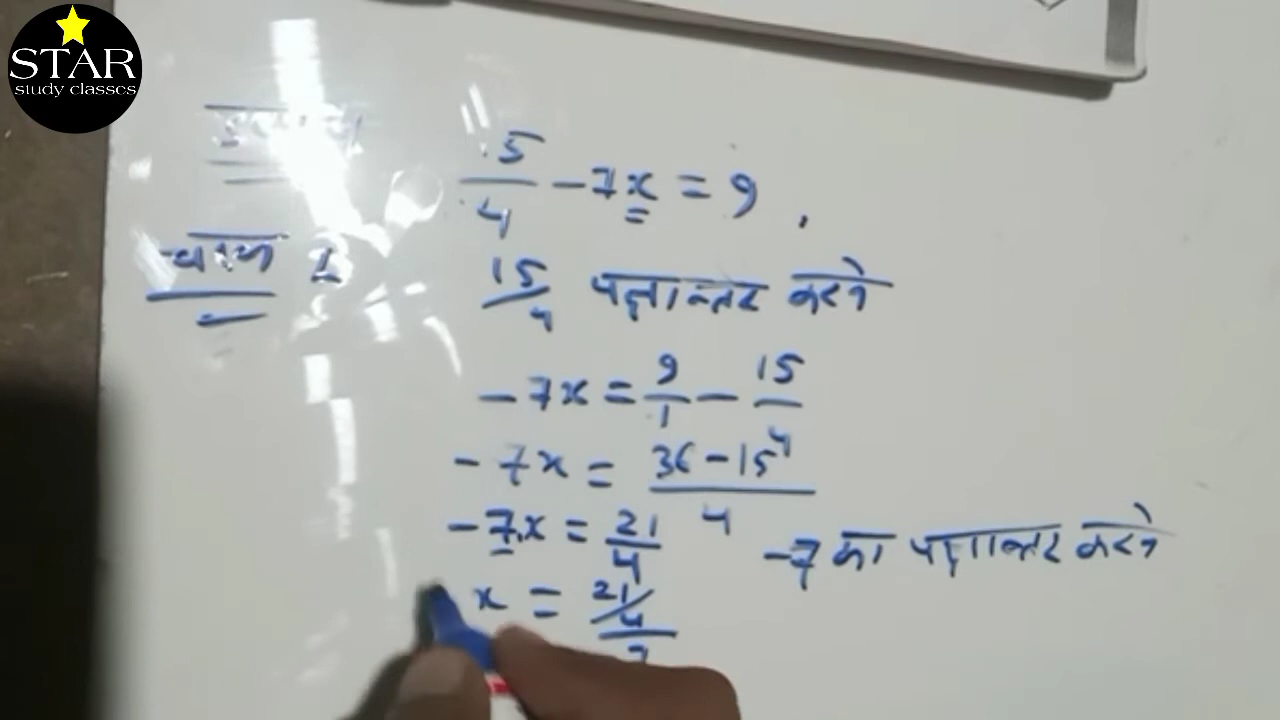 STAR
study classes
15/4 - 7x = 9
15/4 पक्षान्तर करने
- 7x = 9/1 - 15/4
- 7x = 36 - 15/4
- 7x = 21/4 -7 का पक्षान्तर करने
x = 21/4/7